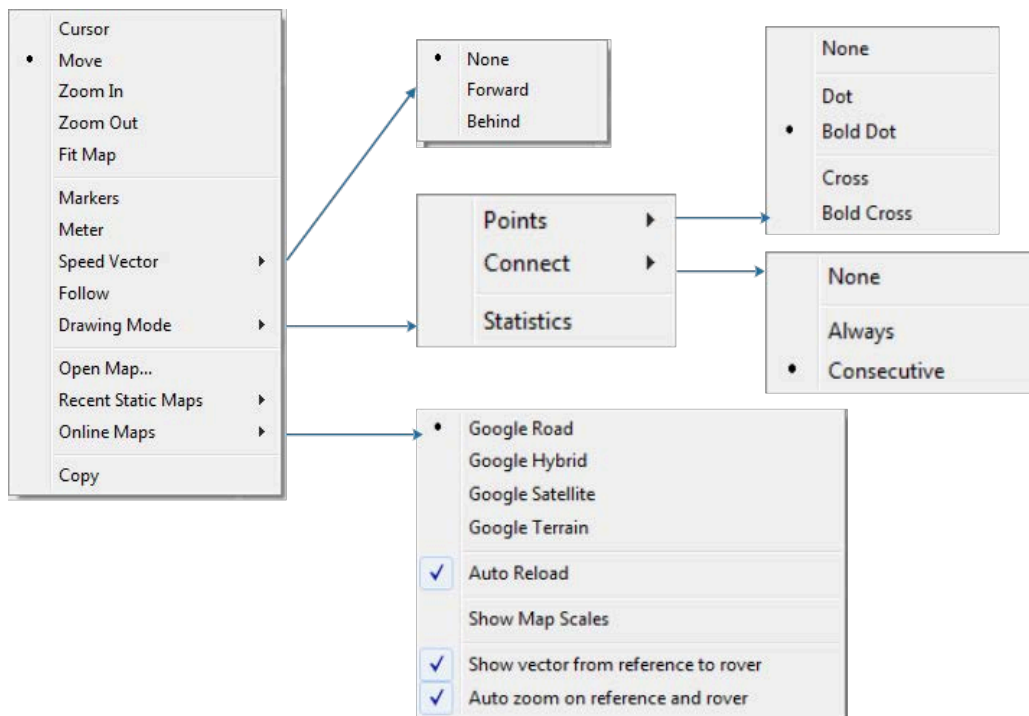 Cursor
Move
Zoom In
Zoom Out
Fit Map
Markers
Meter
Speed Vector
Follow
Drawing Mode
Open Map...
Recent Static Maps
Online Maps
Copy
None
Forward
Behind
Points
Connect
Statistics
None
Dot
Bold Dot
Cross
Bold Cross
None
Always
Consecutive
Google Road
Google Hybrid
Google Satellite
Google Terrain
Auto Reload
Show Map Scales
Show vector from reference to rover
Auto zoom on reference and rover